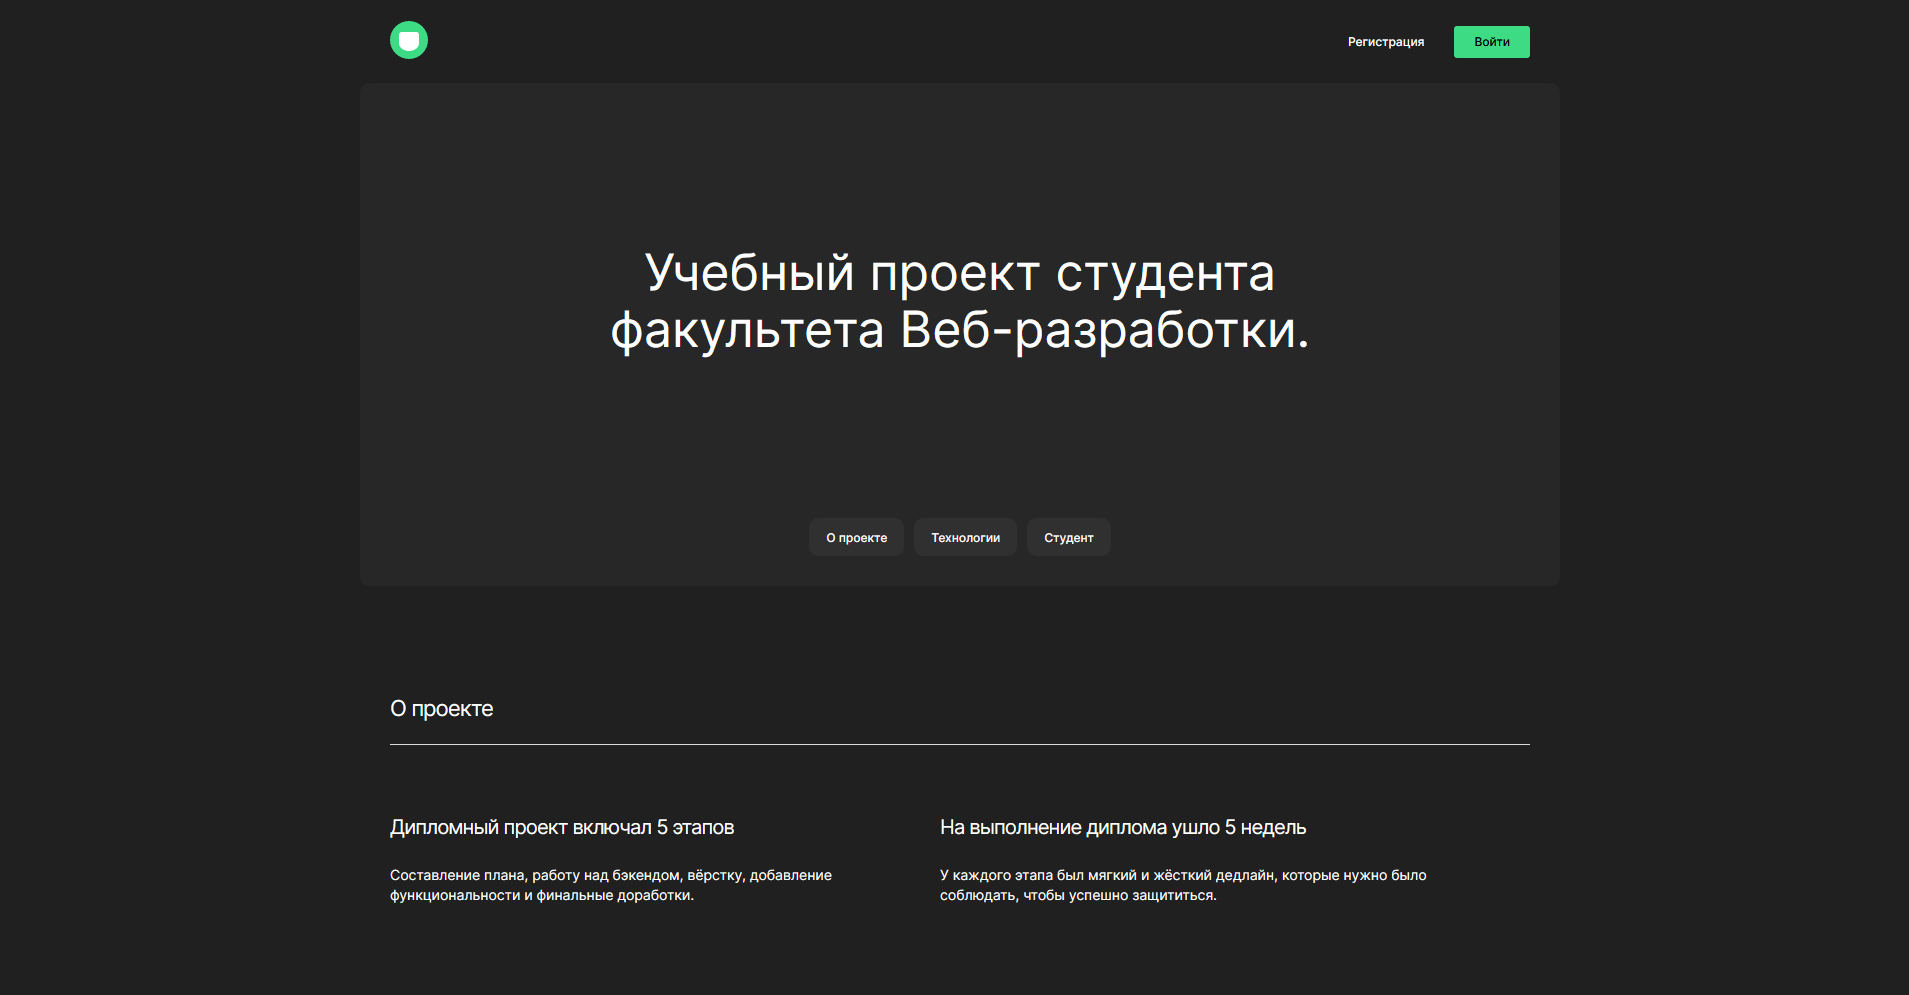 Регистрация
Войти
Учебный проект студента
факультета Веб-разработки.
О проекте
Технологии
Студент
О проекте
Дипломный проект включал 5 этапов
Составление плана, работу над бэкендом, вёрстку, добавление
функциональности и финальные доработки.
На выполнение диплома ушло 5 недель
У каждого этапа был мягкий и жёсткий дедлайн, которые нужно было
соблюдать, чтобы успешно защититься.